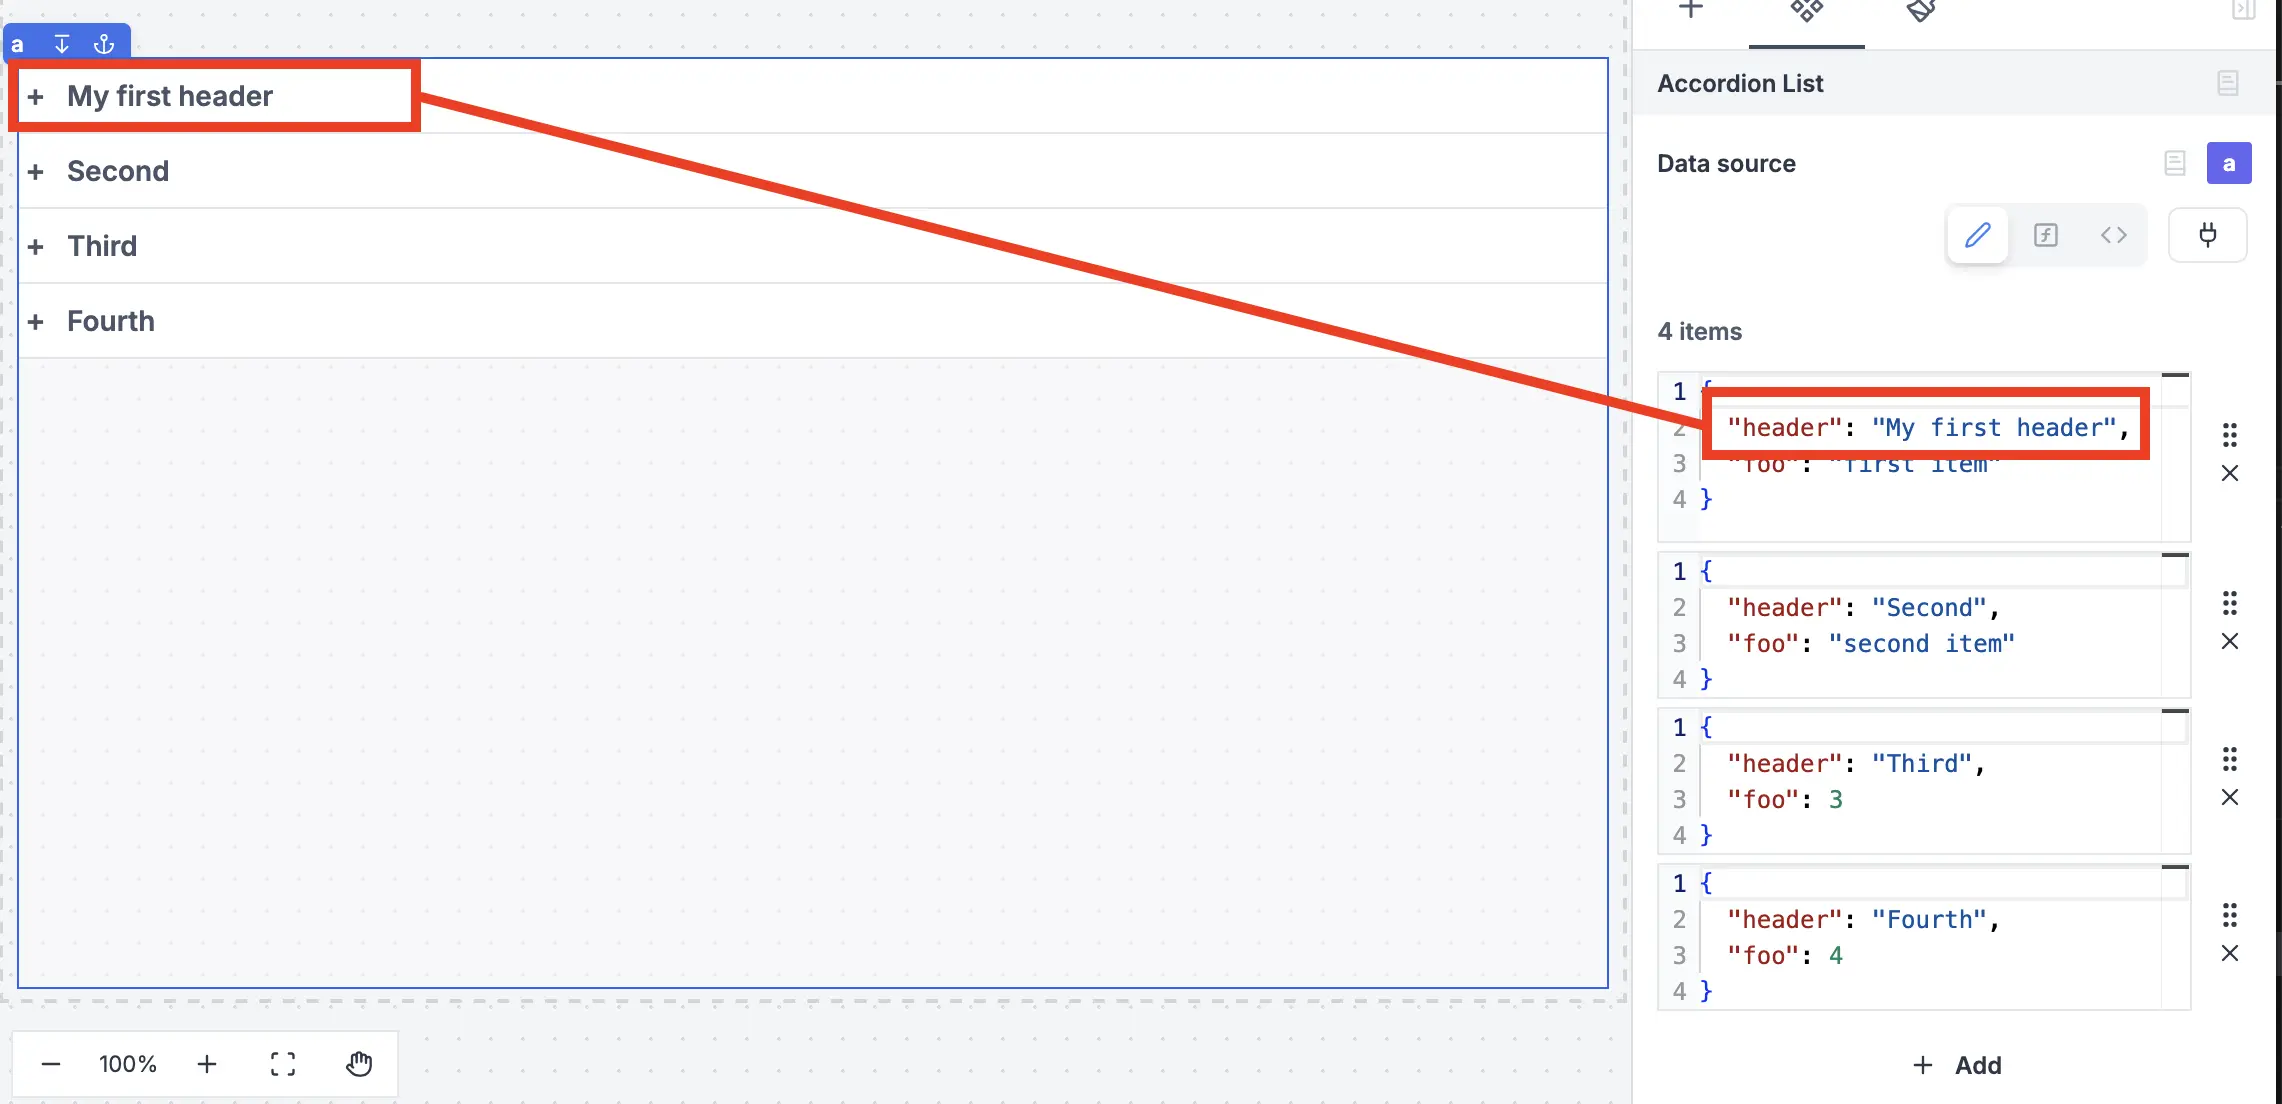 a
My first header
Second
Third
Fourth
100%
Accordion List
Data source
a
4 items
1 {
2 "header": "My first header",
3 "foo": "first item"
4 }
1 {
2 "header": "Second",
3 "foo": "second item"
4 }
1 {
2 "header": "Third",
3 "foo": 3
4 }
1 {
2 "header": "Fourth",
3 "foo": 4
4 }
+ Add